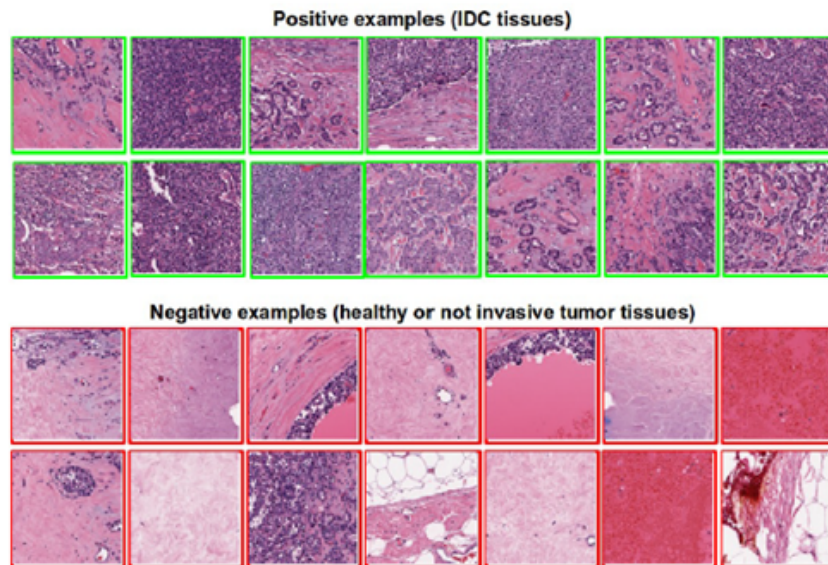 Positive examples (IDC tissues)
Negative examples (healthy or not invasive tumor tissues)